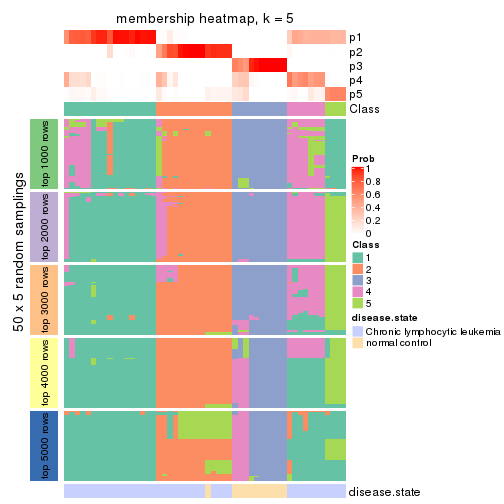 membership heatmap, k = 5
p1
p2
p3
p4
p5
Class
50 x 5 random samplings
top 1000 rows
top 2000 rows
top 3000 rows
top 4000 rows
top 5000 rows
disease.state
Prob
1
0.8
0.6
0.4
0.2
0
Class
1
2
3
4
5
disease.state
Chronic lymphocytic leukemia
normal control